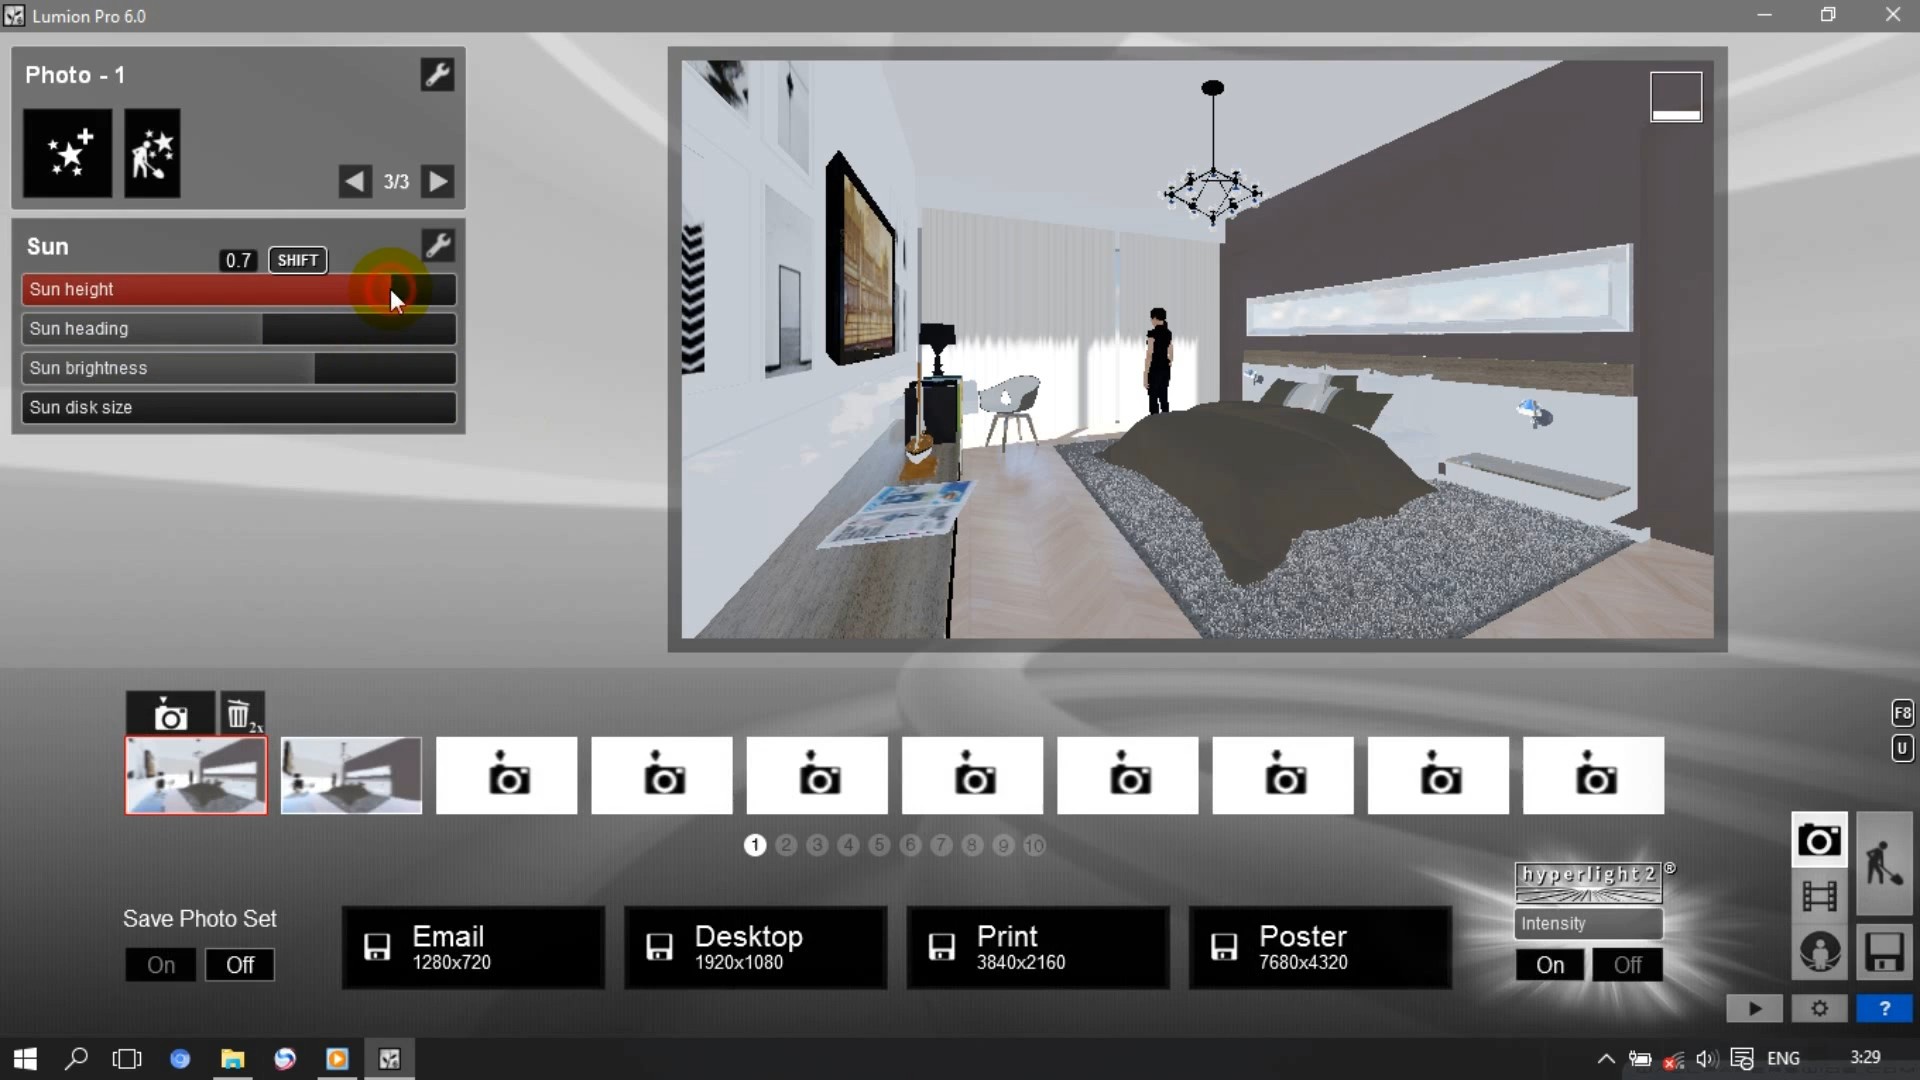 Lumion Pro 6.0
Photo - 1
3/3
Sun
0.7 SHIFT
Sun height
Sun heading
Sun brightness
Sun disk size
2x
F8
U
1 2 3 4 5 6 7 8 9 10
hyperlight 2 ®
Save Photo Set
On Off
Email
1280x720
Desktop
1920x1080
Print
3840x2160
Poster
7680x4320
Intensity
On Off
?
ENG
3:29